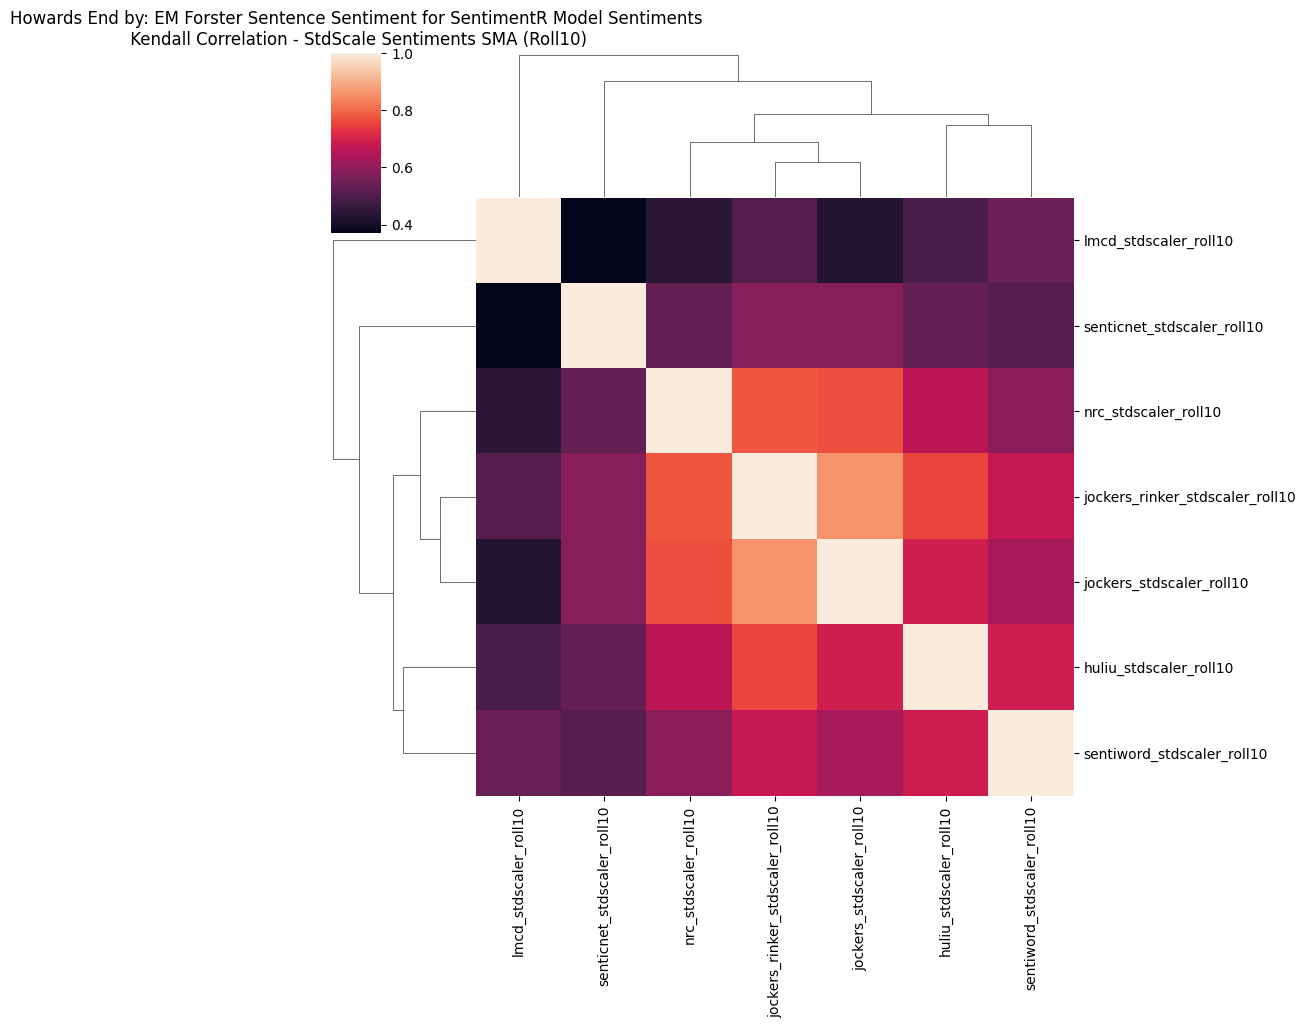 Howards End by: EM Forster Sentence Sentiment for SentimentR Model Sentiments
Kendall Correlation - StdScale Sentiments SMA (Roll10)
1.0
0.8
0.6
0.4
lmcd_stdscaler_roll10
senticnet_stdscaler_roll10
nrc_stdscaler_roll10
jockers_rinker_stdscaler_roll10
jockers_stdscaler_roll10
huliu_stdscaler_roll10
sentiword_stdscaler_roll10
lmcd_stdscaler_roll10
senticnet_stdscaler_roll10
nrc_stdscaler_roll10
jockers_rinker_stdscaler_roll10
jockers_stdscaler_roll10
huliu_stdscaler_roll10
sentiword_stdscaler_roll10